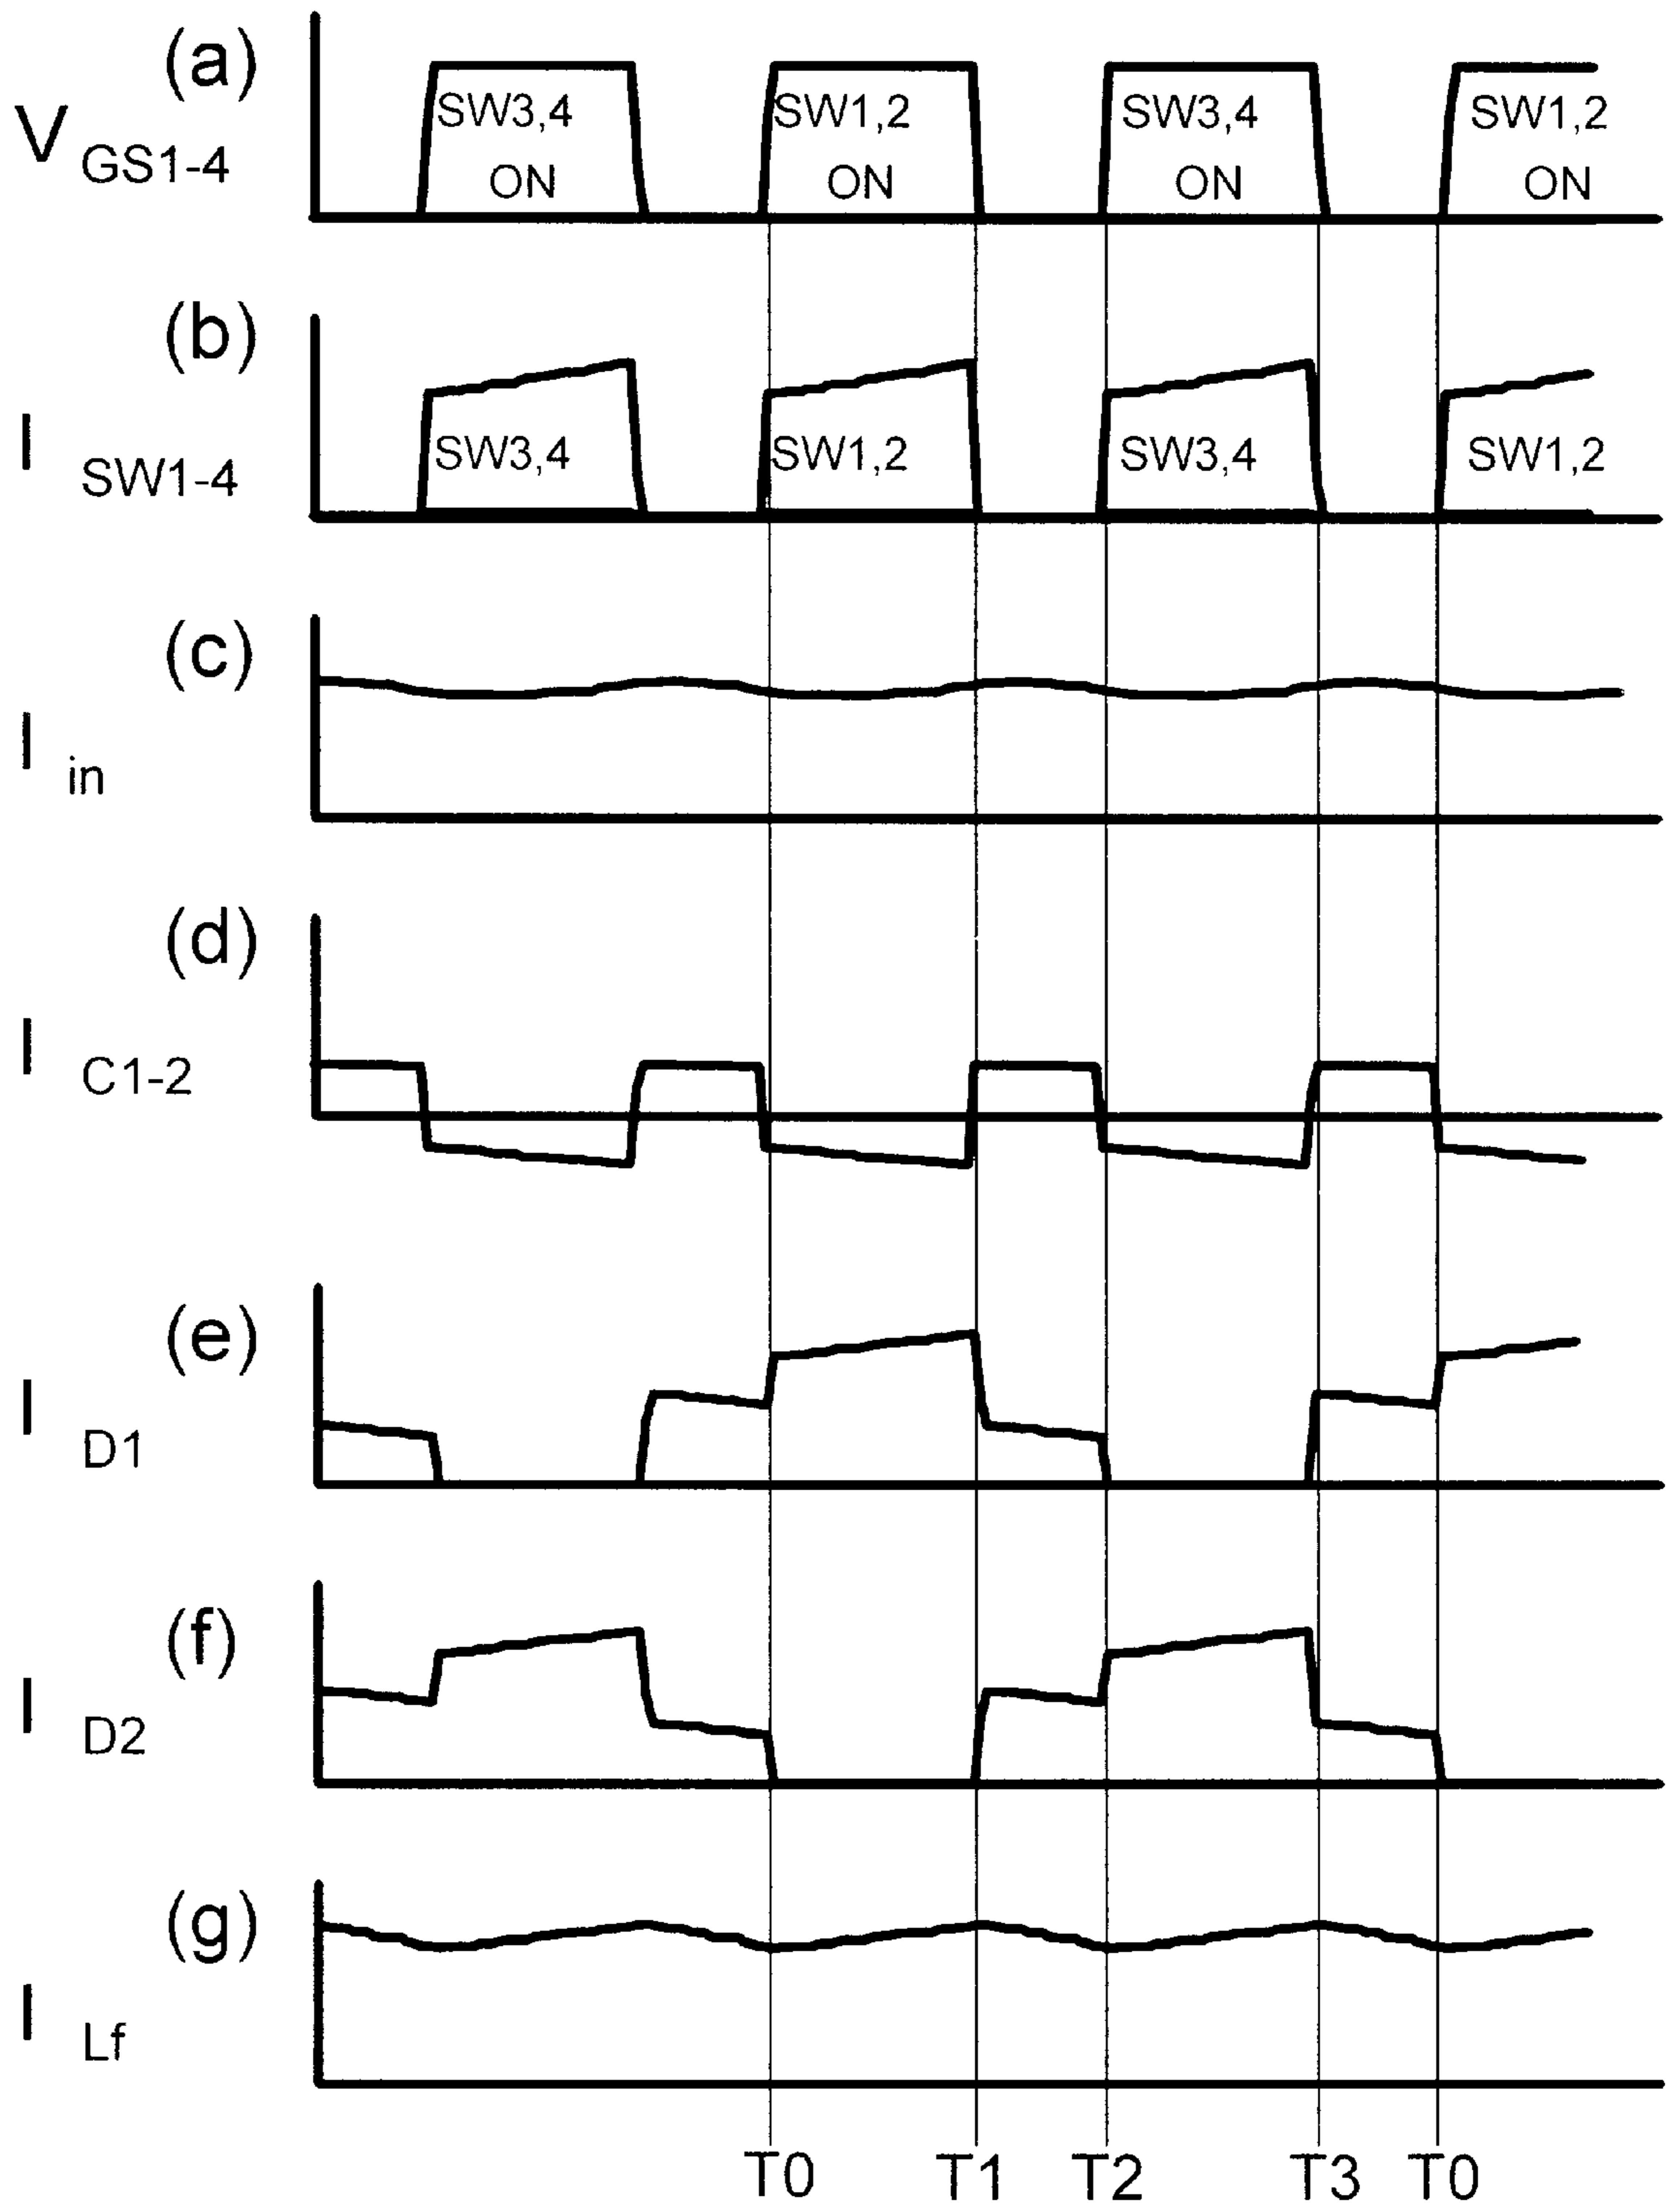 (a)
V GS1-4
SW3,4 ON
SW1,2 ON
SW3,4 ON
SW1,2 ON
(b)
I SW1-4
SW3,4
SW1,2
SW3,4
SW1,2
(c)
I in
(d)
I C1-2
(e)
I D1
(f)
I D2
(g)
I Lf
T0 T1 T2 T3 T0